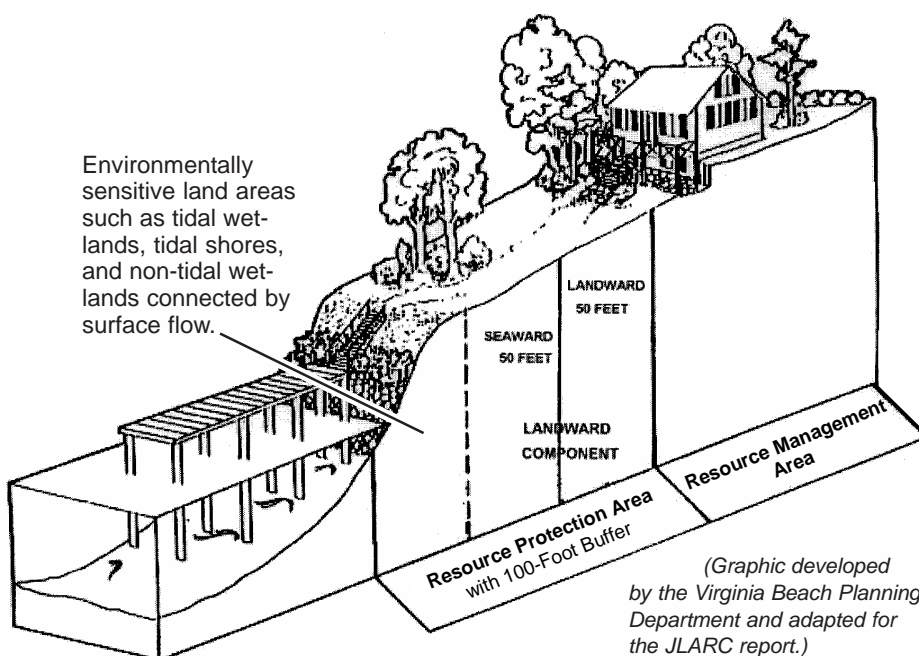 Environmentally
sensitive land areas
such as tidal wet-
lands, tidal shores,
and non-tidal wet-
lands connected by
surface flow.
LANDWARD
50 FEET
SEAWARD
50 FEET
LANDWARD
COMPONENT
Resource Protection Area
with 100-Foot Buffer
Resource Management
Area
(Graphic developed
by the Virginia Beach Planning
Department and adapted for
the JLARC report.)